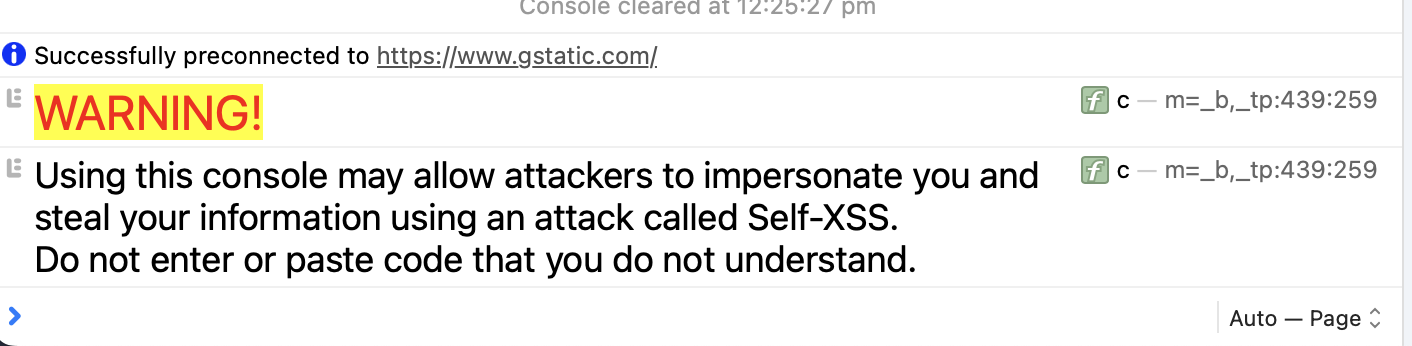 Console cleared at 12:25:27 pm
Successfully preconnected to https://www.gstatic.com/
WARNING!
f c — m=_b,_tp:439:259
Using this console may allow attackers to impersonate you and
f c — m=_b,_tp:439:259
steal your information using an attack called Self-XSS.
Do not enter or paste code that you do not understand.
Auto — Page